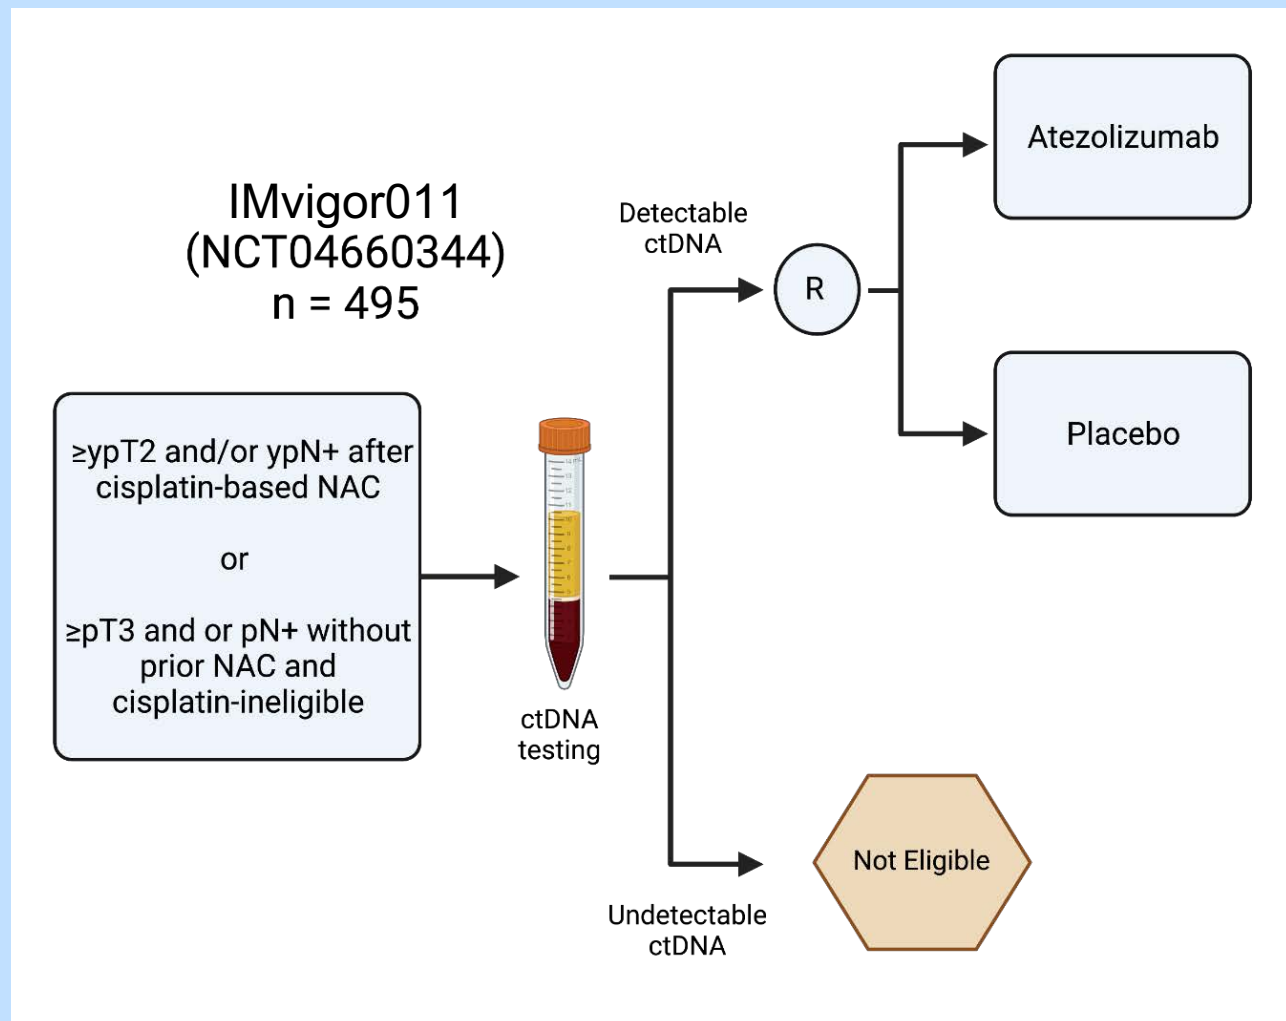 IMvigor011
(NCT04660344)
n = 495
≥ypT2 and/or ypN+ after
cisplatin-based NAC
or
≥pT3 and or pN+ without
prior NAC and
cisplatin-ineligible
ctDNA
testing
Detectable
ctDNA
R
Atezolizumab
Placebo
Undetectable
ctDNA
Not Eligible